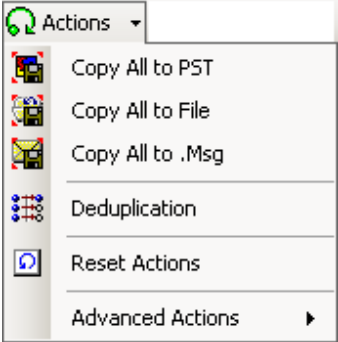 Actions
Copy All to PST
Copy All to File
Copy All to .Msg
Deduplication
Reset Actions
Advanced Actions